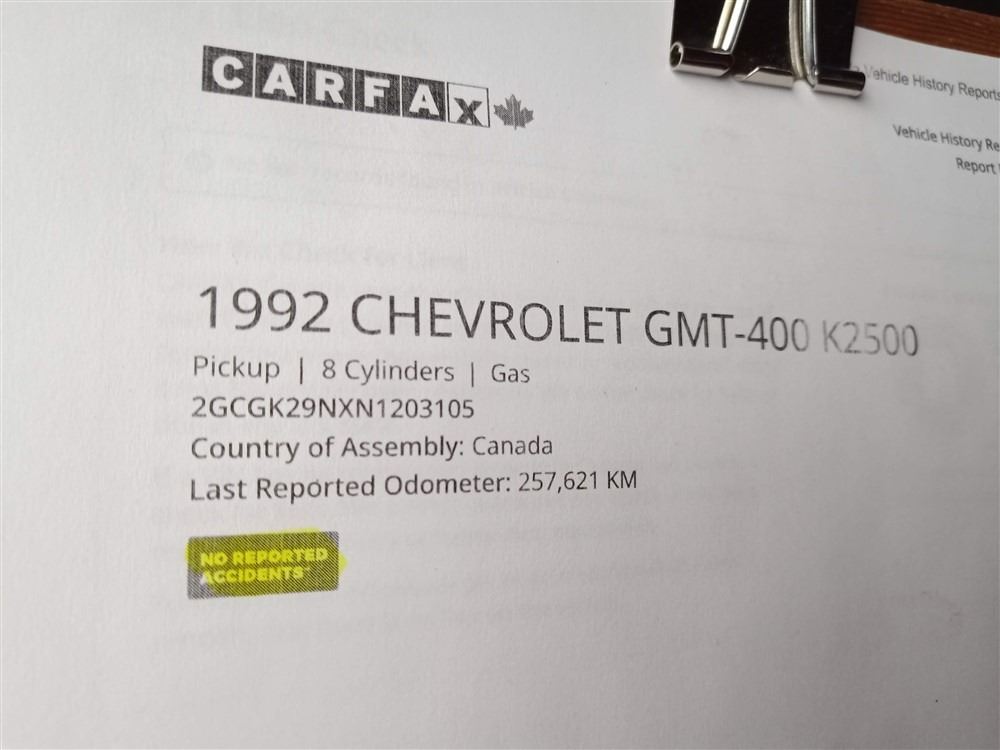 CARFAX
Vehicle History Reports
Vehicle History Re
Report
1992 CHEVROLET GMT-400 K2500
Pickup | 8 Cylinders | Gas
2GCGK29NXN1203105
Country of Assembly: Canada
Last Reported Odometer: 257,621 KM
NO REPORTED
ACCIDENTS